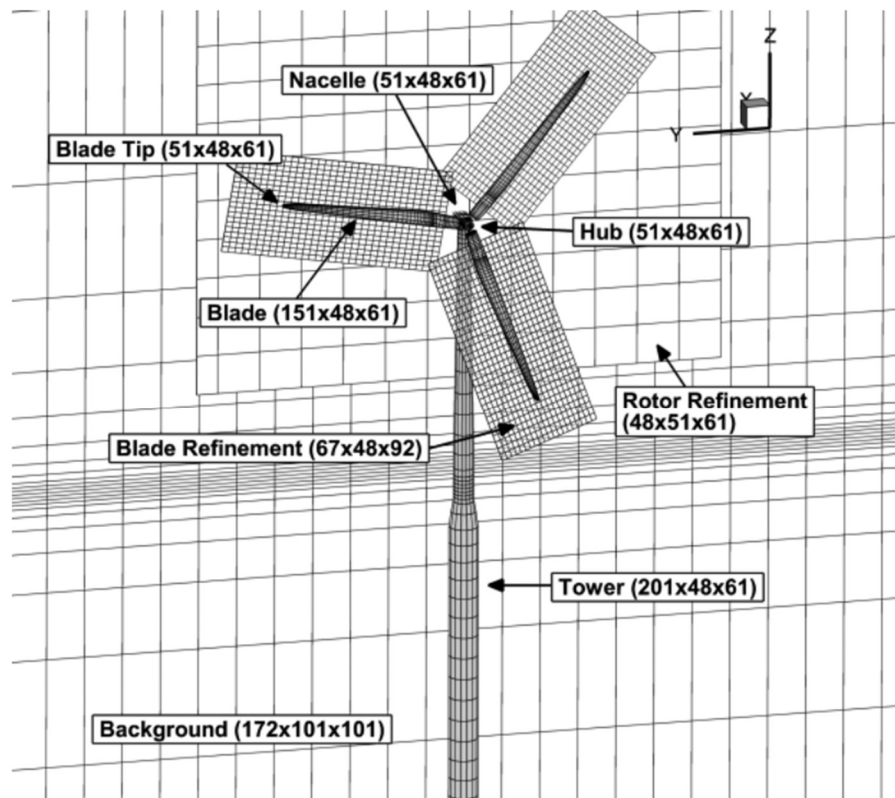 Z
Nacelle (51x48x61)
X
Y
Blade Tip (51x48x61)
Hub (51x48x61)
Blade (151x48x61)
Rotor Refinement
(48x51x61)
Blade Refinement (67x48x92)
Tower (201x48x61)
Background (172x101x101)